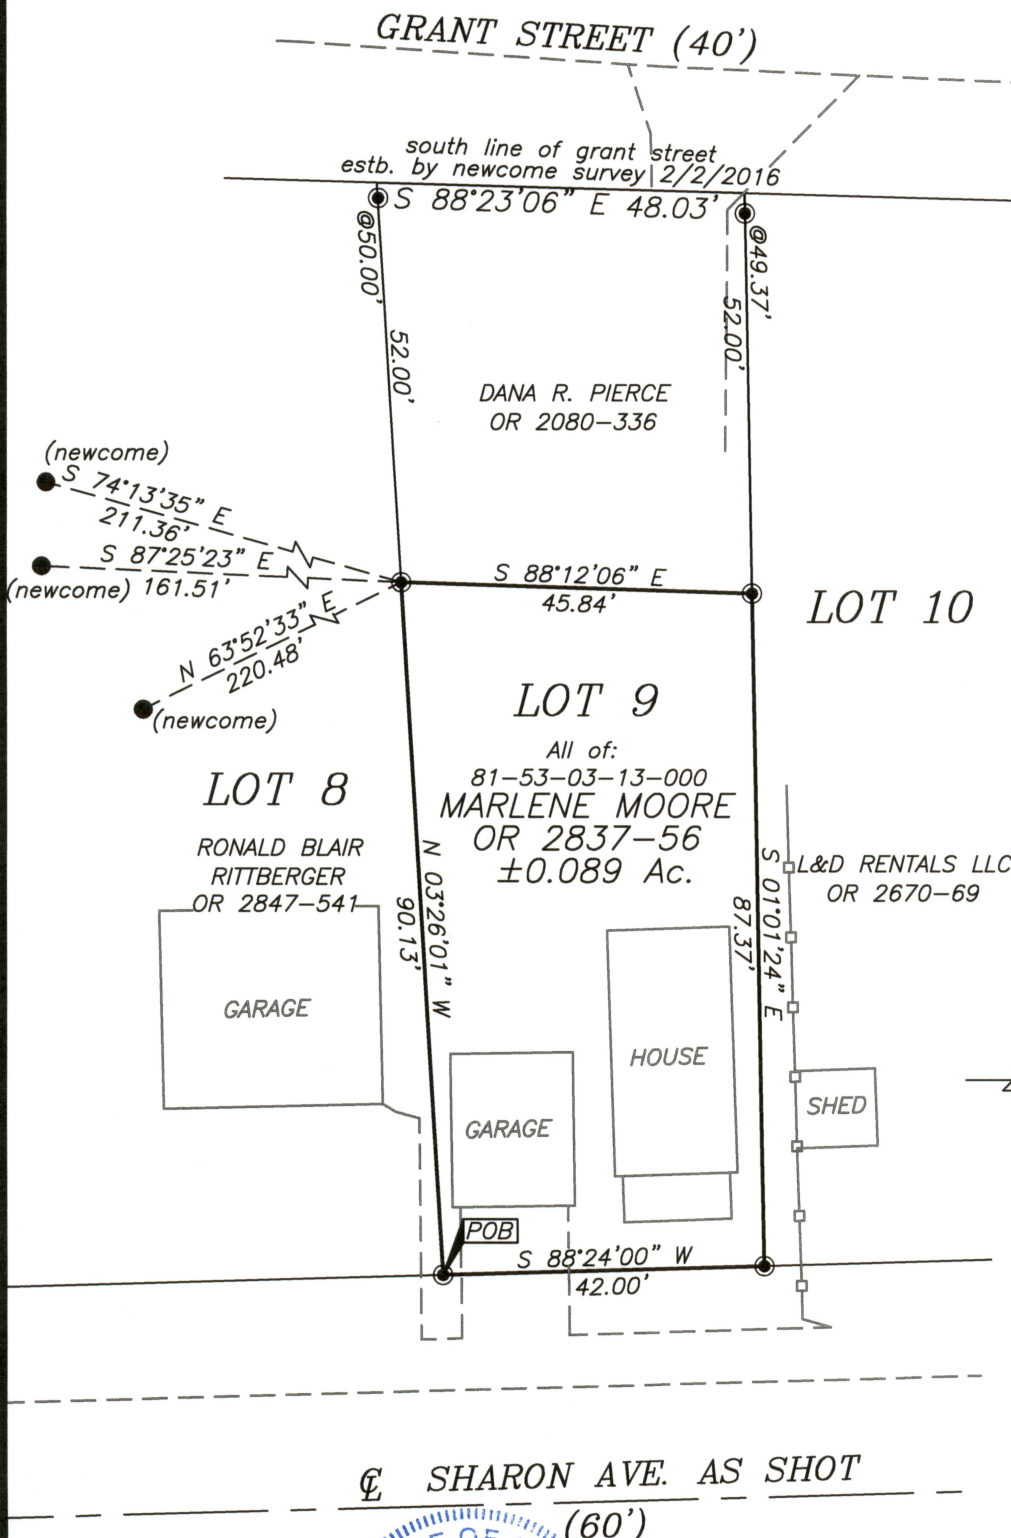 GRANT STREET (40')
south line of grant street
estb. by newcome survey 2/2/2016
S 88°23'06" E 48.03'
@50.00'
52.00'
@49.37'
52.00'
DANA R. PIERCE
OR 2080-336
(newcome)
S 74°13'35" E
211.36'
S 87°25'23" E
(newcome) 161.51'
N 63°52'33" E
220.48'
(newcome)
S 88°12'06" E
45.84'
LOT 10
LOT 9
All of:
81-53-03-13-000
MARLENE MOORE
OR 2837-56
±0.089 Ac.
LOT 8
RONALD BLAIR
RITTBERGER
OR 2847-541
N 03°26'01" W
90.13'
S 01°01'24" E
87.37'
L&D RENTALS LLC
OR 2670-69
GARAGE
HOUSE
GARAGE
SHED
POB
S 88°24'00" W
42.00'
℄ SHARON AVE. AS SHOT
(60')